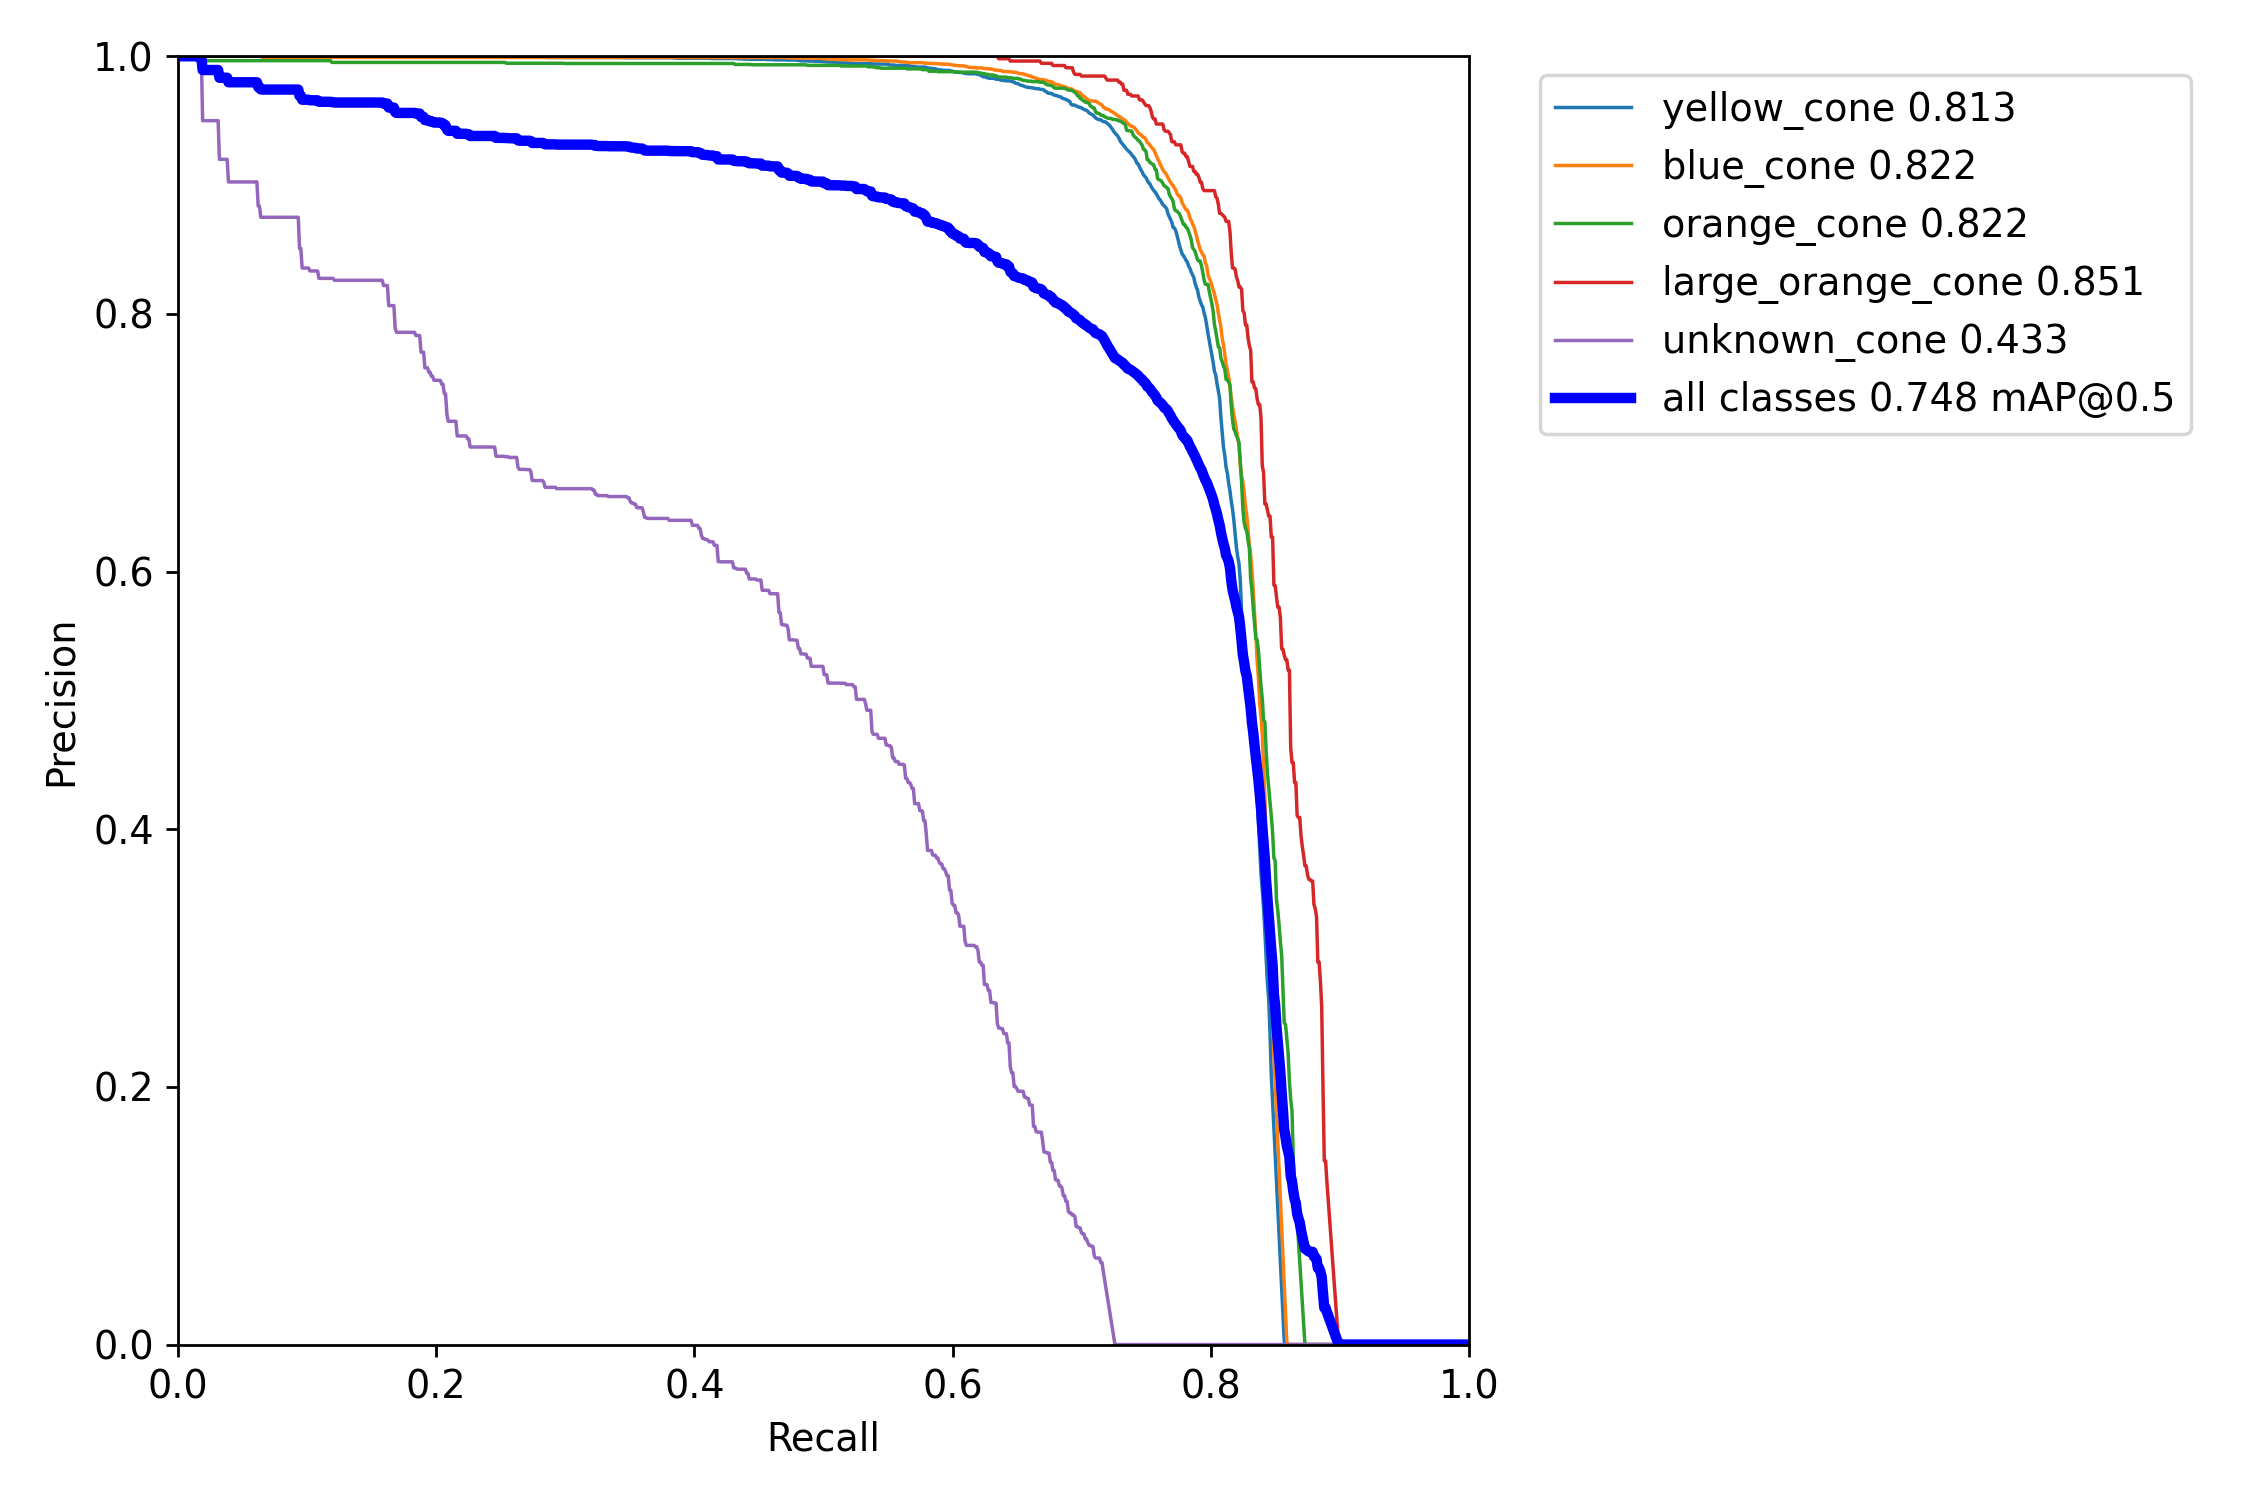 1.0
0.8
0.6
0.4
0.2
0.0
Precision
0.0 0.2 0.4 0.6 0.8 1.0
Recall
yellow_cone 0.813
blue_cone 0.822
orange_cone 0.822
large_orange_cone 0.851
unknown_cone 0.433
all classes 0.748 mAP@0.5